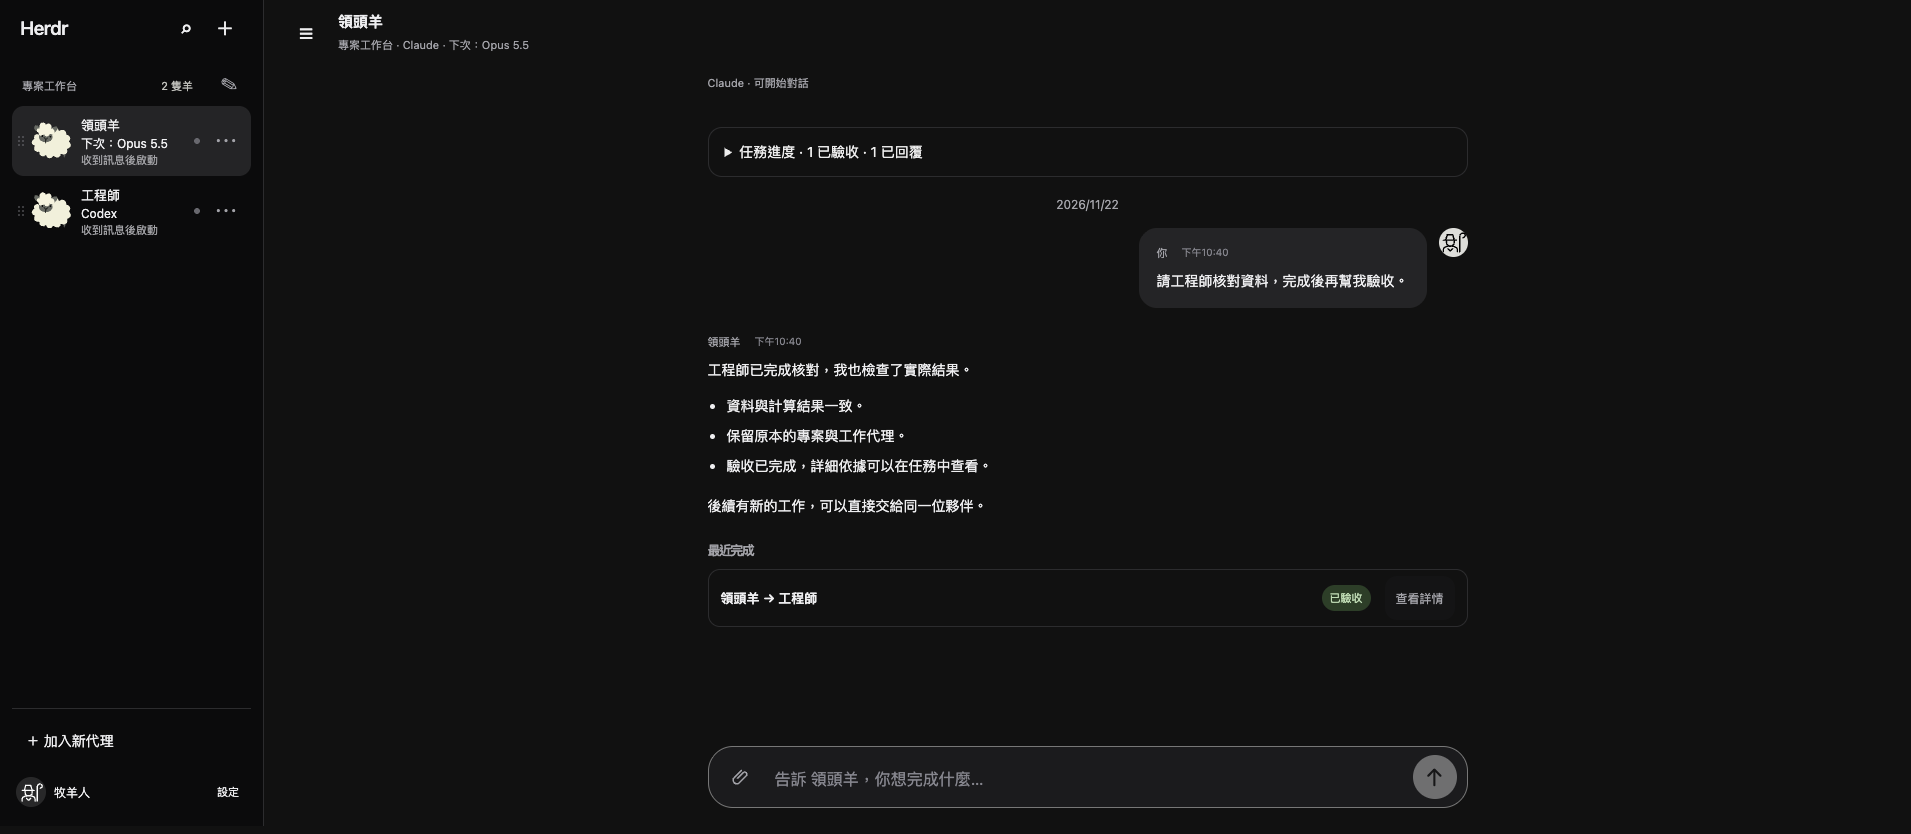 Herdr
專案工作台
2 隻羊
領頭羊
下次：Opus 5.5
收到訊息後啟動
工程師
Codex
收到訊息後啟動
+ 加入新代理
牧羊人
設定
領頭羊
專案工作台 · Claude · 下次：Opus 5.5
Claude · 可開始對話
任務進度 · 1 已驗收 · 1 已回覆
2026/11/22
你 下午10:40
請工程師核對資料，完成後再幫我驗收。
領頭羊 下午10:40
工程師已完成核對，我也檢查了實際結果。
• 資料與計算結果一致。
• 保留原本的專案與工作代理。
• 驗收已完成，詳細依據可以在任務中查看。
後續有新的工作，可以直接交給同一位夥伴。
最近完成
領頭羊 → 工程師
已驗收
查看詳情
告訴 領頭羊，你想完成什麼…